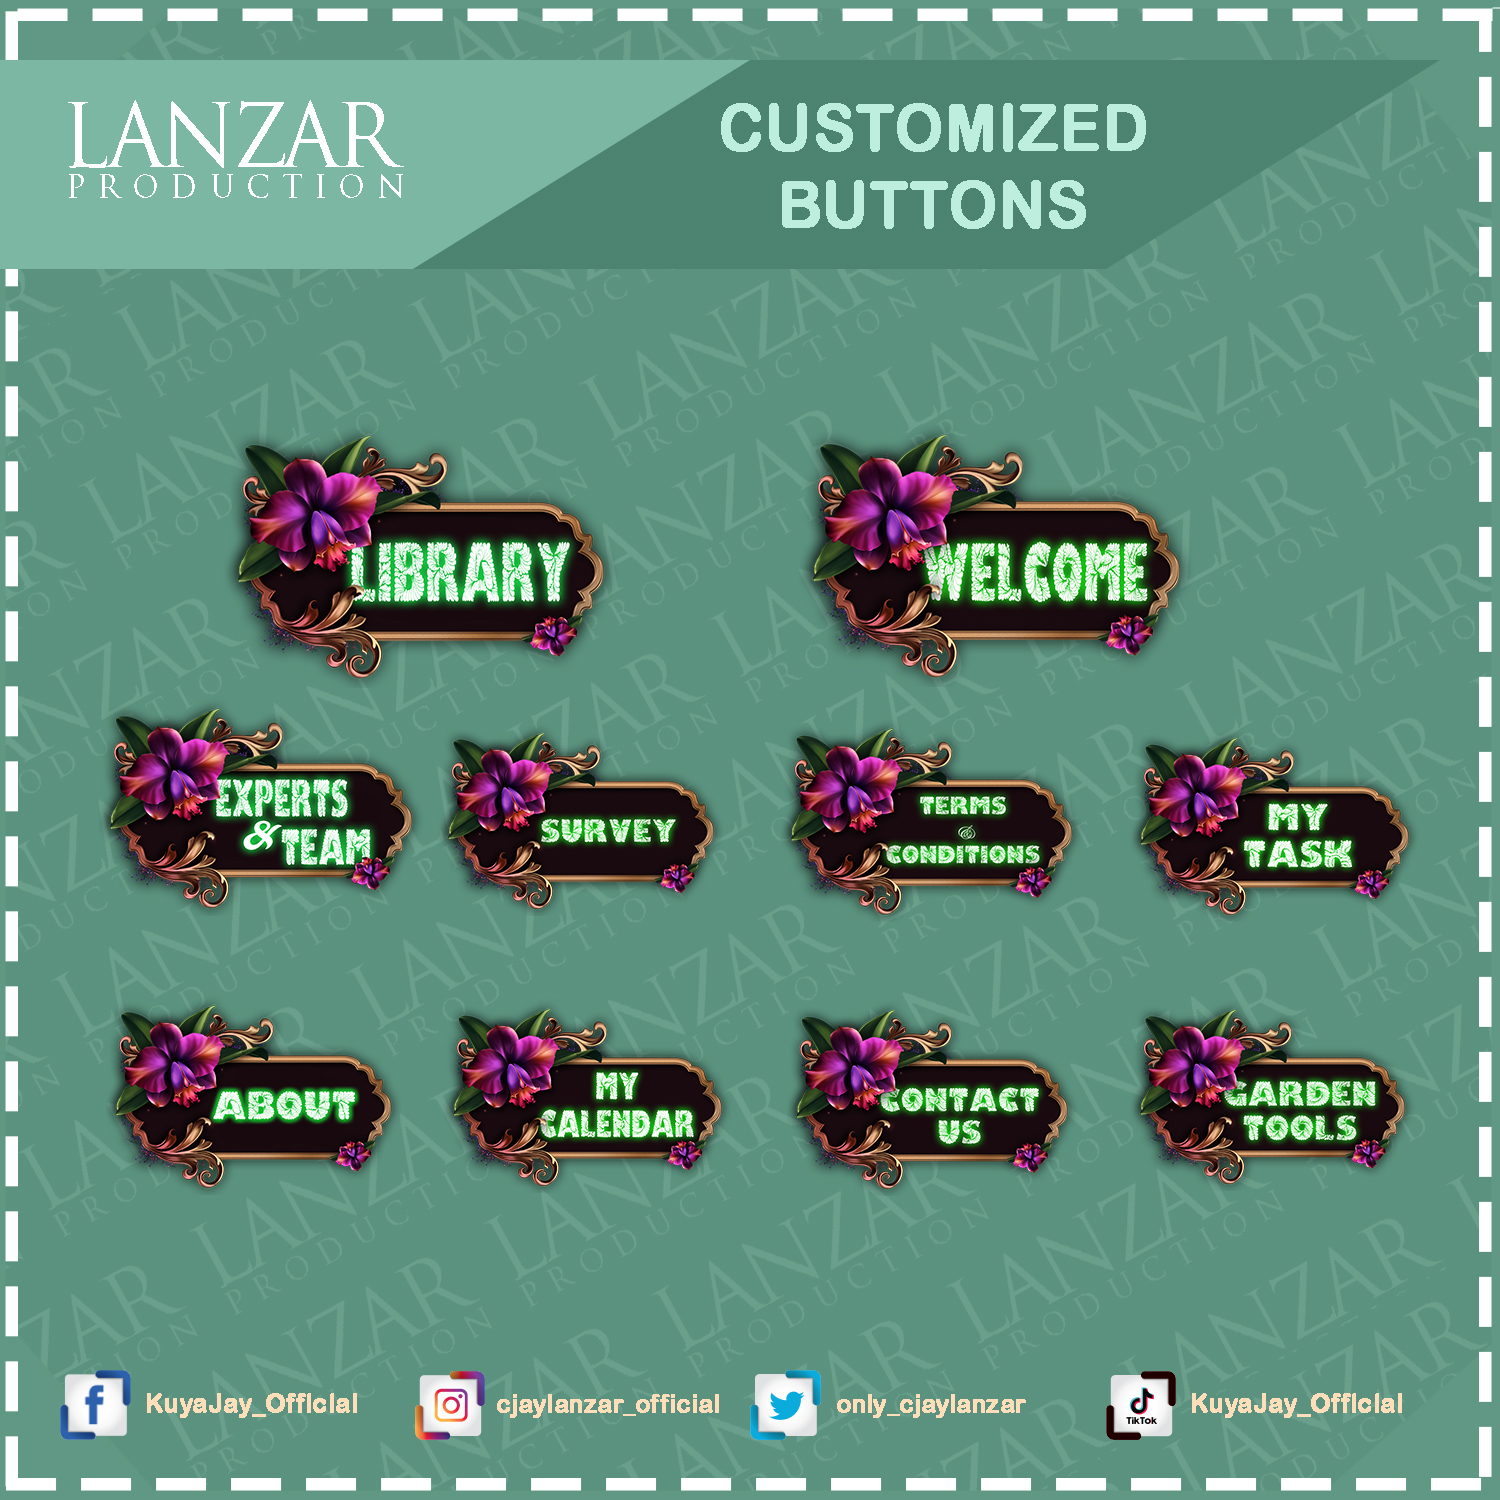 LANZAR
PRODUCTION
CUSTOMIZED
BUTTONS
LIBRARY
WELCOME
EXPERTS
& TEAM
SURVEY
TERMS
&
CONDITIONS
MY
TASK
ABOUT
MY
CALENDAR
CONTACT
US
GARDEN
TOOLS
KuyaJay_Official
cjaylanzar_official
only_cjaylanzar
TikTok
KuyaJay_Official